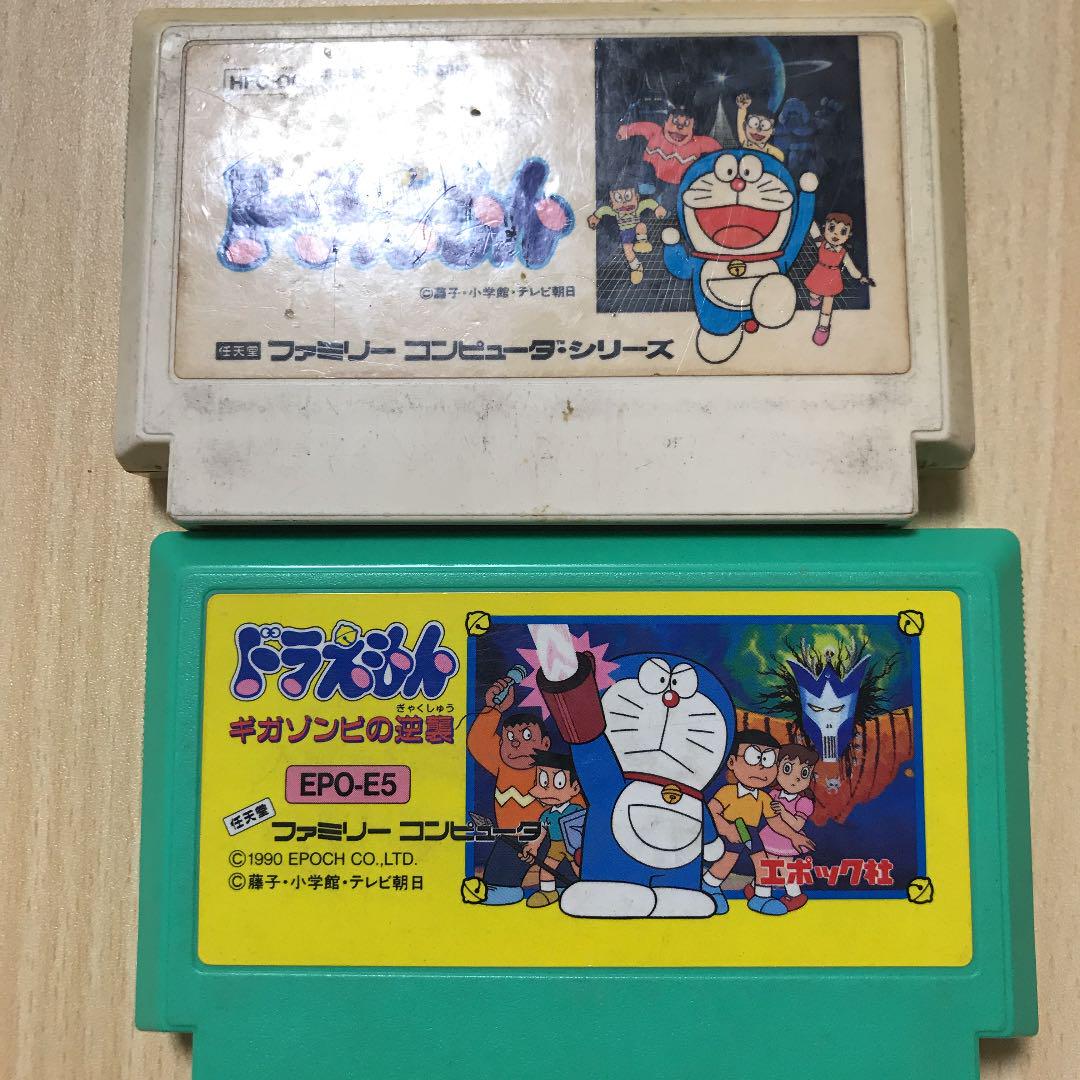 ドラえもん
©藤子・小学館・テレビ朝日
任天堂 ファミリー コンピュータ・シリーズ
ドラえもん
ぎゃくしゅう
ギガゾンビの逆襲
EPO-E5
任天堂 ファミリー コンピュータ
©1990 EPOCH CO.,LTD.
©藤子・小学館・テレビ朝日
エポック社